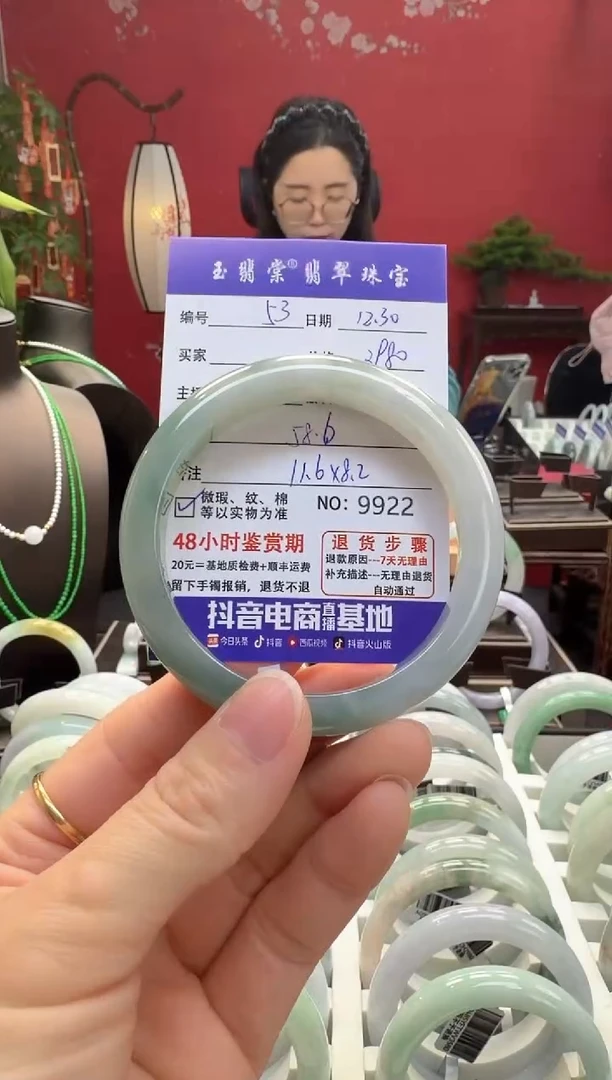 玉翡棠®翡翠珠宝
编号 53 日期 12.30
买家 2980
58.6
注 11.6×8.2
微瑕、纹、棉
等以实物为准
NO: 9922
48小时鉴赏期
20元=基地质检费+顺丰运费
留下手镯报销，退货不退
退货步骤
退款原因---7天无理由
补充描述---无理由退货
自动通过
抖音电商直播基地
今日头条 抖音 西瓜视频 抖音火山版